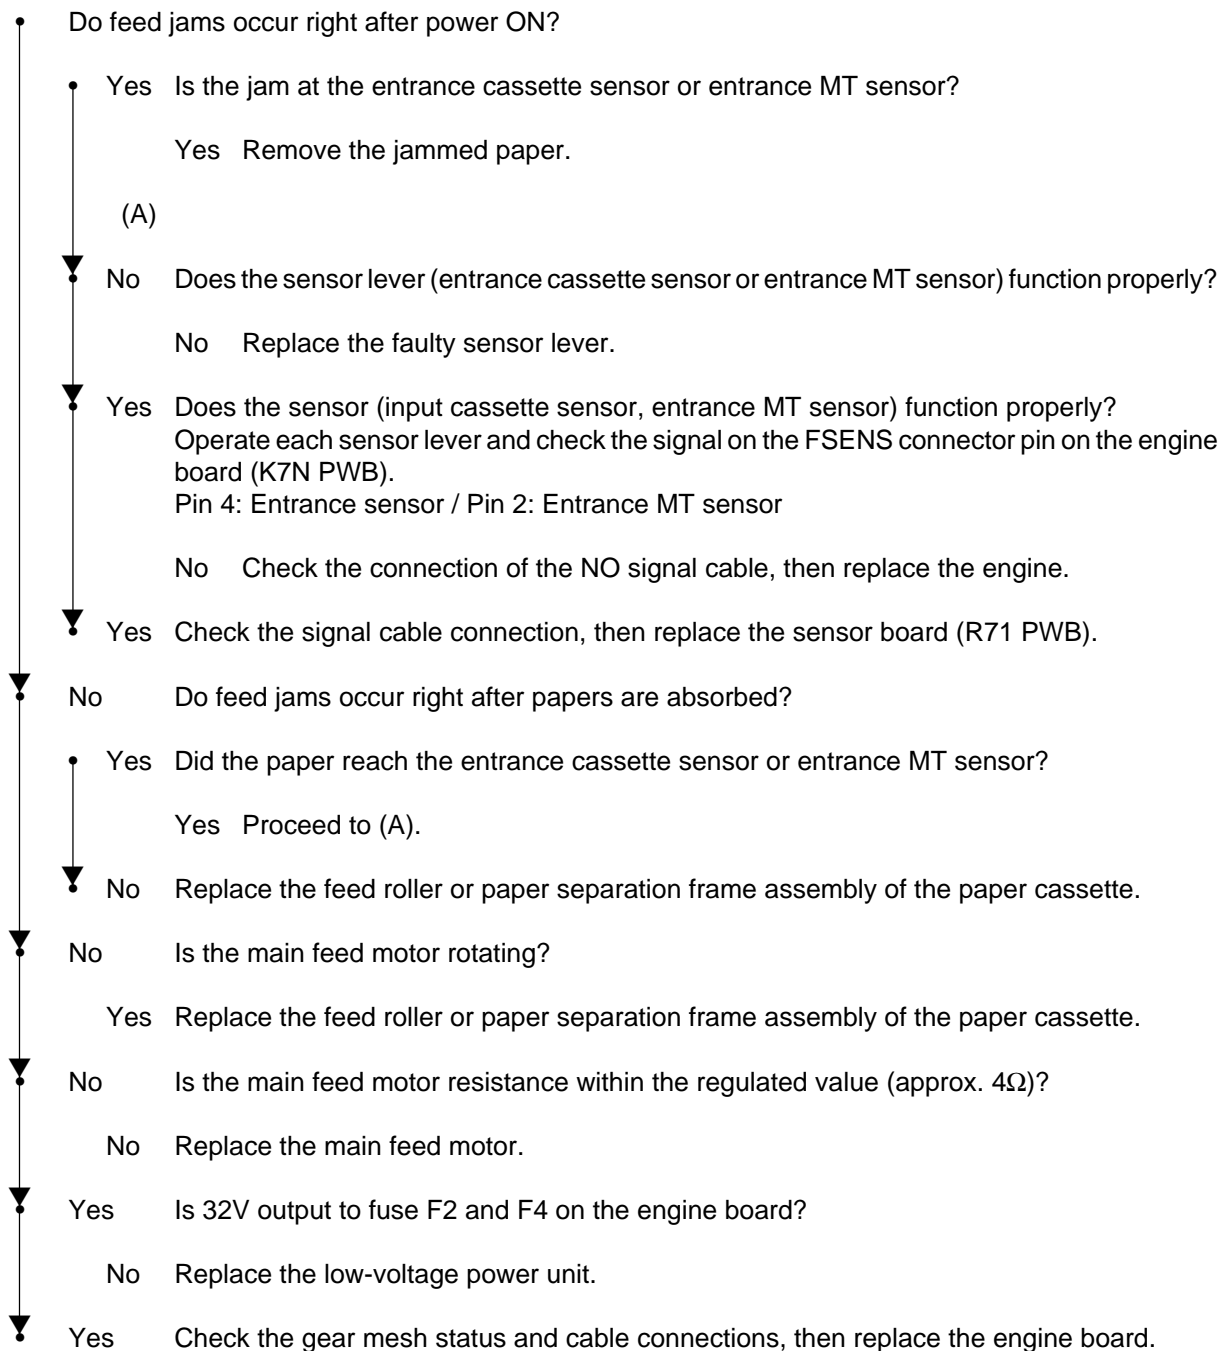 Do feed jams occur right after power ON?
Yes Is the jam at the entrance cassette sensor or entrance MT sensor?
Yes Remove the jammed paper.
(A)
No Does the sensor lever (entrance cassette sensor or entrance MT sensor) function properly?
No Replace the faulty sensor lever.
Yes Does the sensor (input cassette sensor, entrance MT sensor) function properly?
Operate each sensor lever and check the signal on the FSENS connector pin on the engine
board (K7N PWB).
Pin 4: Entrance sensor / Pin 2: Entrance MT sensor
No Check the connection of the NO signal cable, then replace the engine.
Yes Check the signal cable connection, then replace the sensor board (R71 PWB).
No Do feed jams occur right after papers are absorbed?
Yes Did the paper reach the entrance cassette sensor or entrance MT sensor?
Yes Proceed to (A).
No Replace the feed roller or paper separation frame assembly of the paper cassette.
No Is the main feed motor rotating?
Yes Replace the feed roller or paper separation frame assembly of the paper cassette.
No Is the main feed motor resistance within the regulated value (approx. 4Ω)?
No Replace the main feed motor.
Yes Is 32V output to fuse F2 and F4 on the engine board?
No Replace the low-voltage power unit.
Yes Check the gear mesh status and cable connections, then replace the engine board.